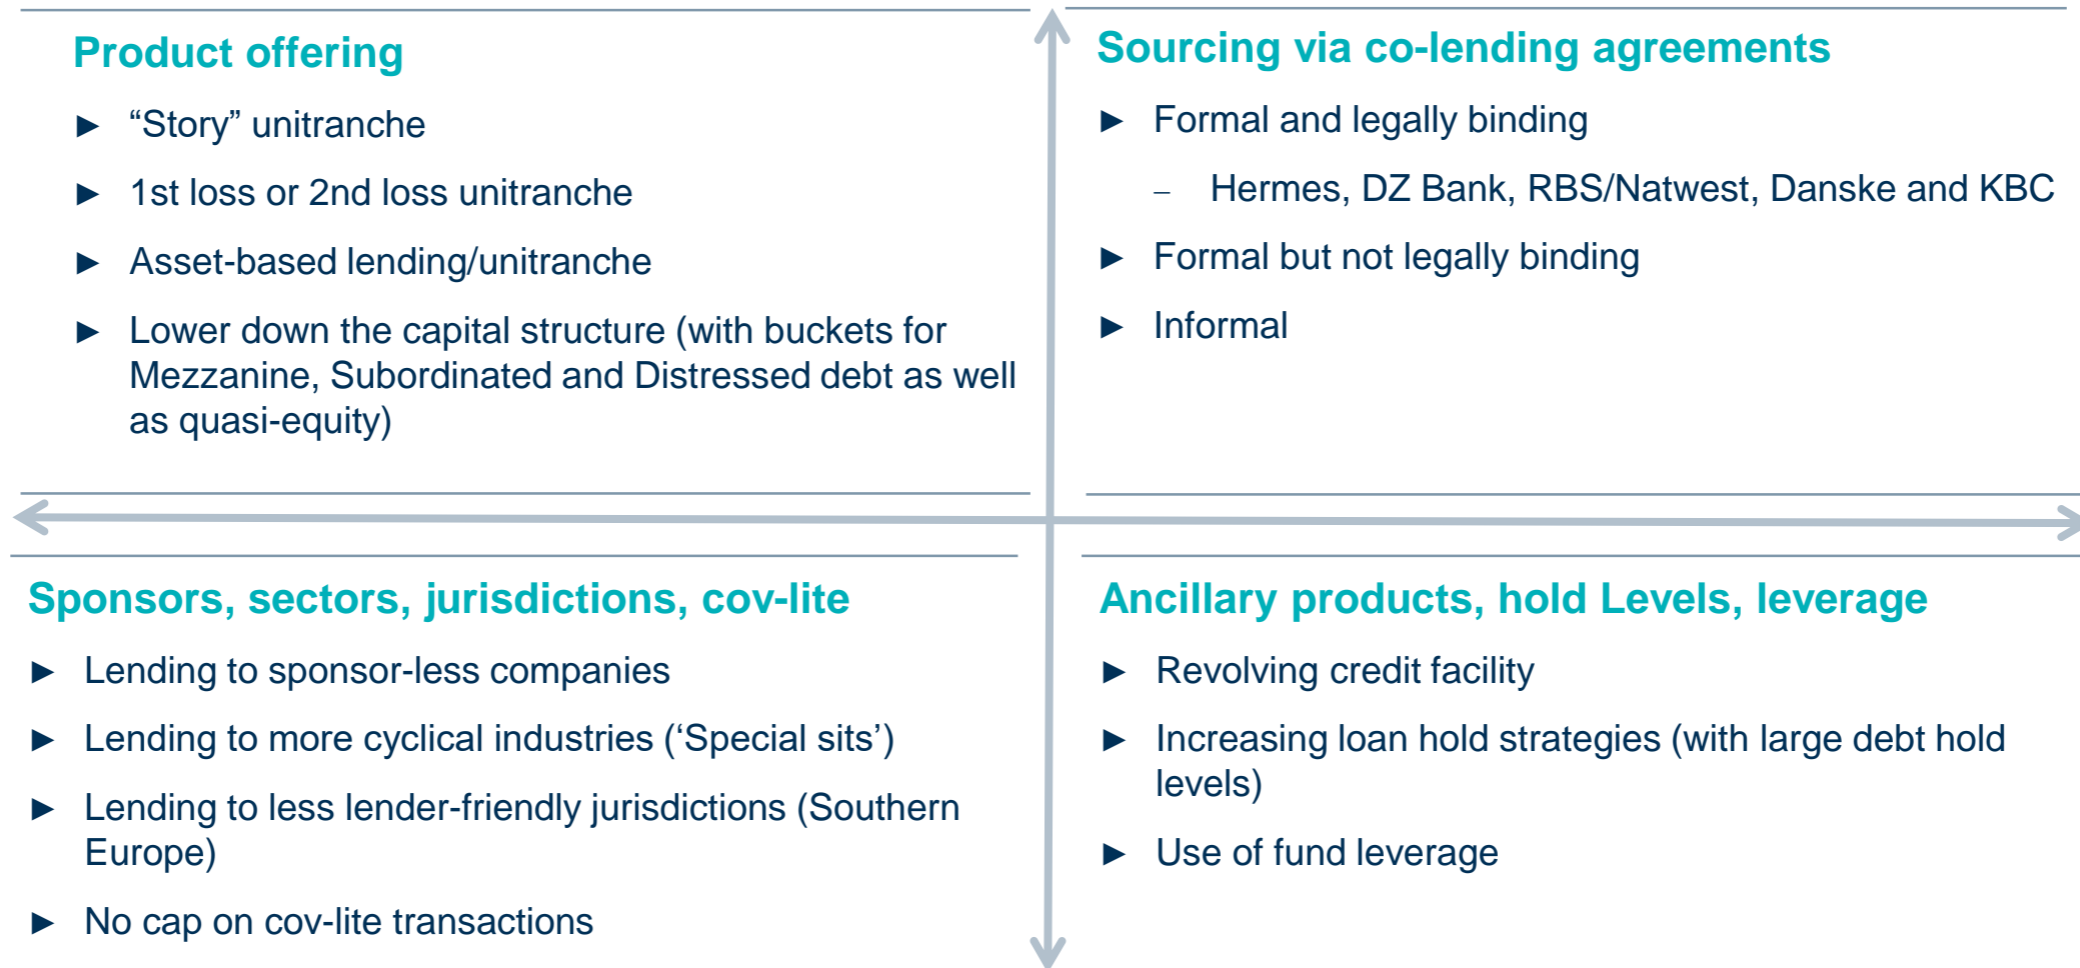 Product offering
► “Story” unitranche
► 1st loss or 2nd loss unitranche
► Asset-based lending/unitranche
► Lower down the capital structure (with buckets for
Mezzanine, Subordinated and Distressed debt as well
as quasi-equity)
Sourcing via co-lending agreements
► Formal and legally binding
– Hermes, DZ Bank, RBS/Natwest, Danske and KBC
► Formal but not legally binding
► Informal
Sponsors, sectors, jurisdictions, cov-lite
► Lending to sponsor-less companies
► Lending to more cyclical industries (‘Special sits’)
► Lending to less lender-friendly jurisdictions (Southern
Europe)
► No cap on cov-lite transactions
Ancillary products, hold Levels, leverage
► Revolving credit facility
► Increasing loan hold strategies (with large debt hold
levels)
► Use of fund leverage